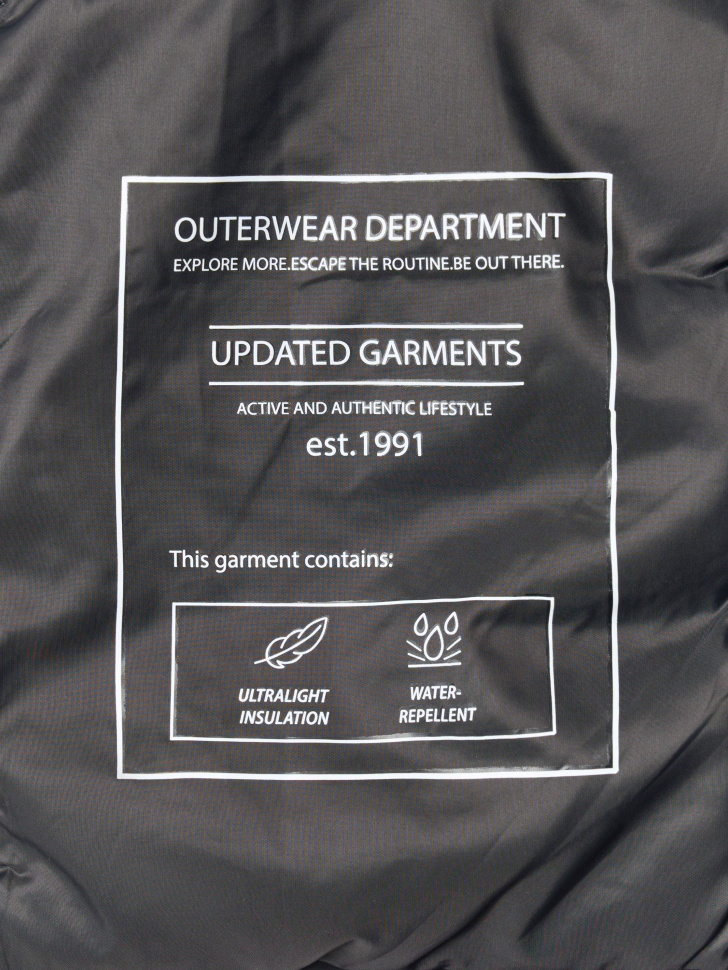 OUTERWEAR DEPARTMENT
EXPLORE MORE.ESCAPE THE ROUTINE.BE OUT THERE.
UPDATED GARMENTS
ACTIVE AND AUTHENTIC LIFESTYLE
est.1991
This garment contains:
ULTRALIGHT
INSULATION
WATER-
REPELLENT